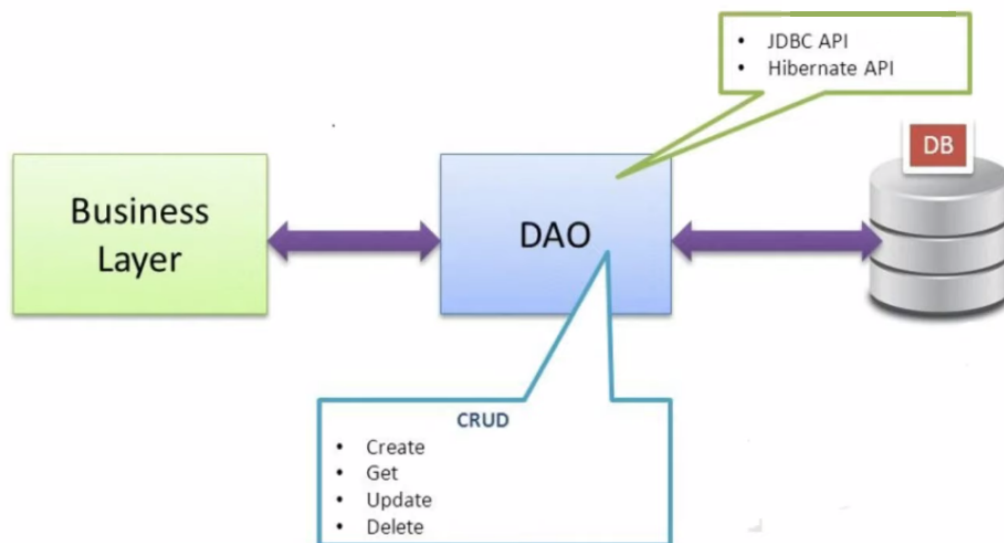 • JDBC API
• Hibernate API
DB
Business
Layer
DAO
CRUD
• Create
• Get
• Update
• Delete